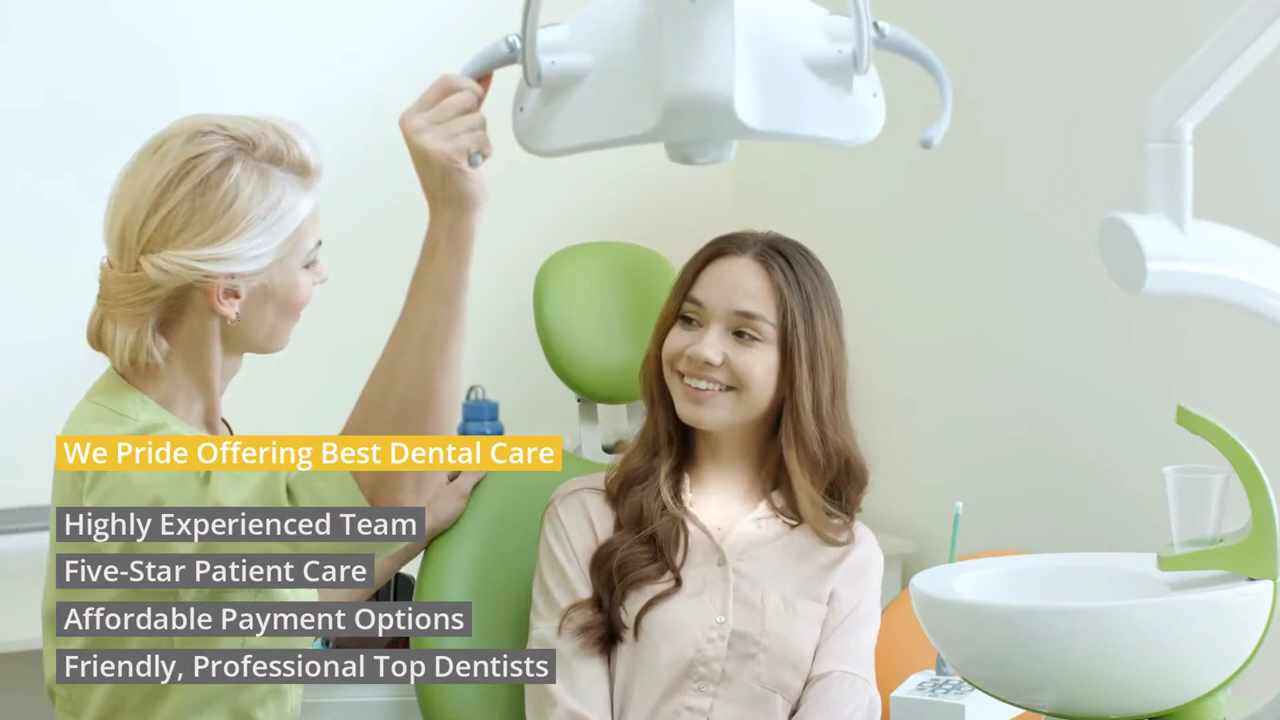 We Pride Offering Best Dental Care
Highly Experienced Team
Five-Star Patient Care
Affordable Payment Options
Friendly, Professional Top Dentists